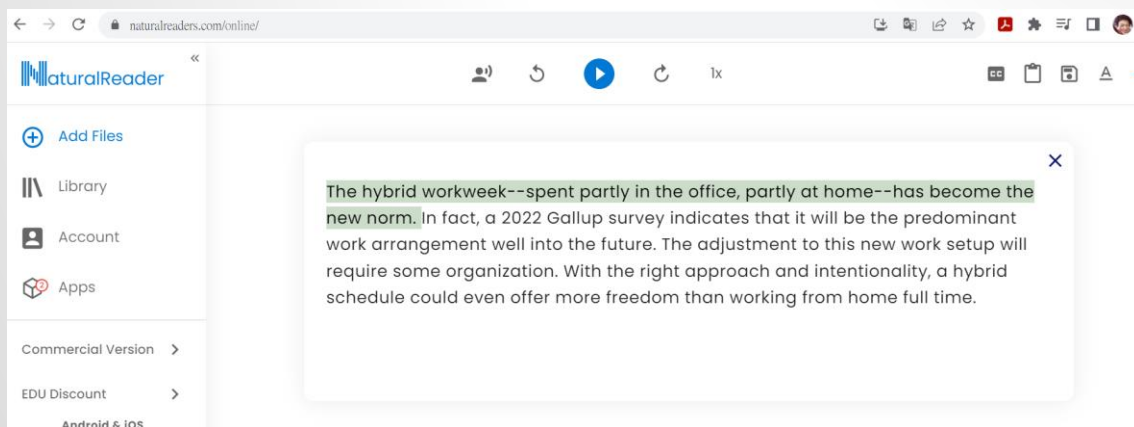 naturalreaders.com/online/
NaturalReader
«
1x
CC
A
Add Files
Library
Account
2
Apps
Commercial Version
EDU Discount
Android & iOS
The hybrid workweek--spent partly in the office, partly at home--has become the
new norm. In fact, a 2022 Gallup survey indicates that it will be the predominant
work arrangement well into the future. The adjustment to this new work setup will
require some organization. With the right approach and intentionality, a hybrid
schedule could even offer more freedom than working from home full time.